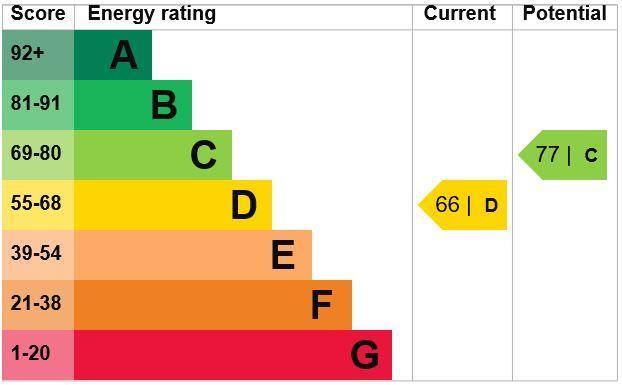 Score Energy rating Current Potential
92+ A
81-91 B
69-80 C 77 | C
55-68 D 66 | D
39-54 E
21-38 F
1-20 G